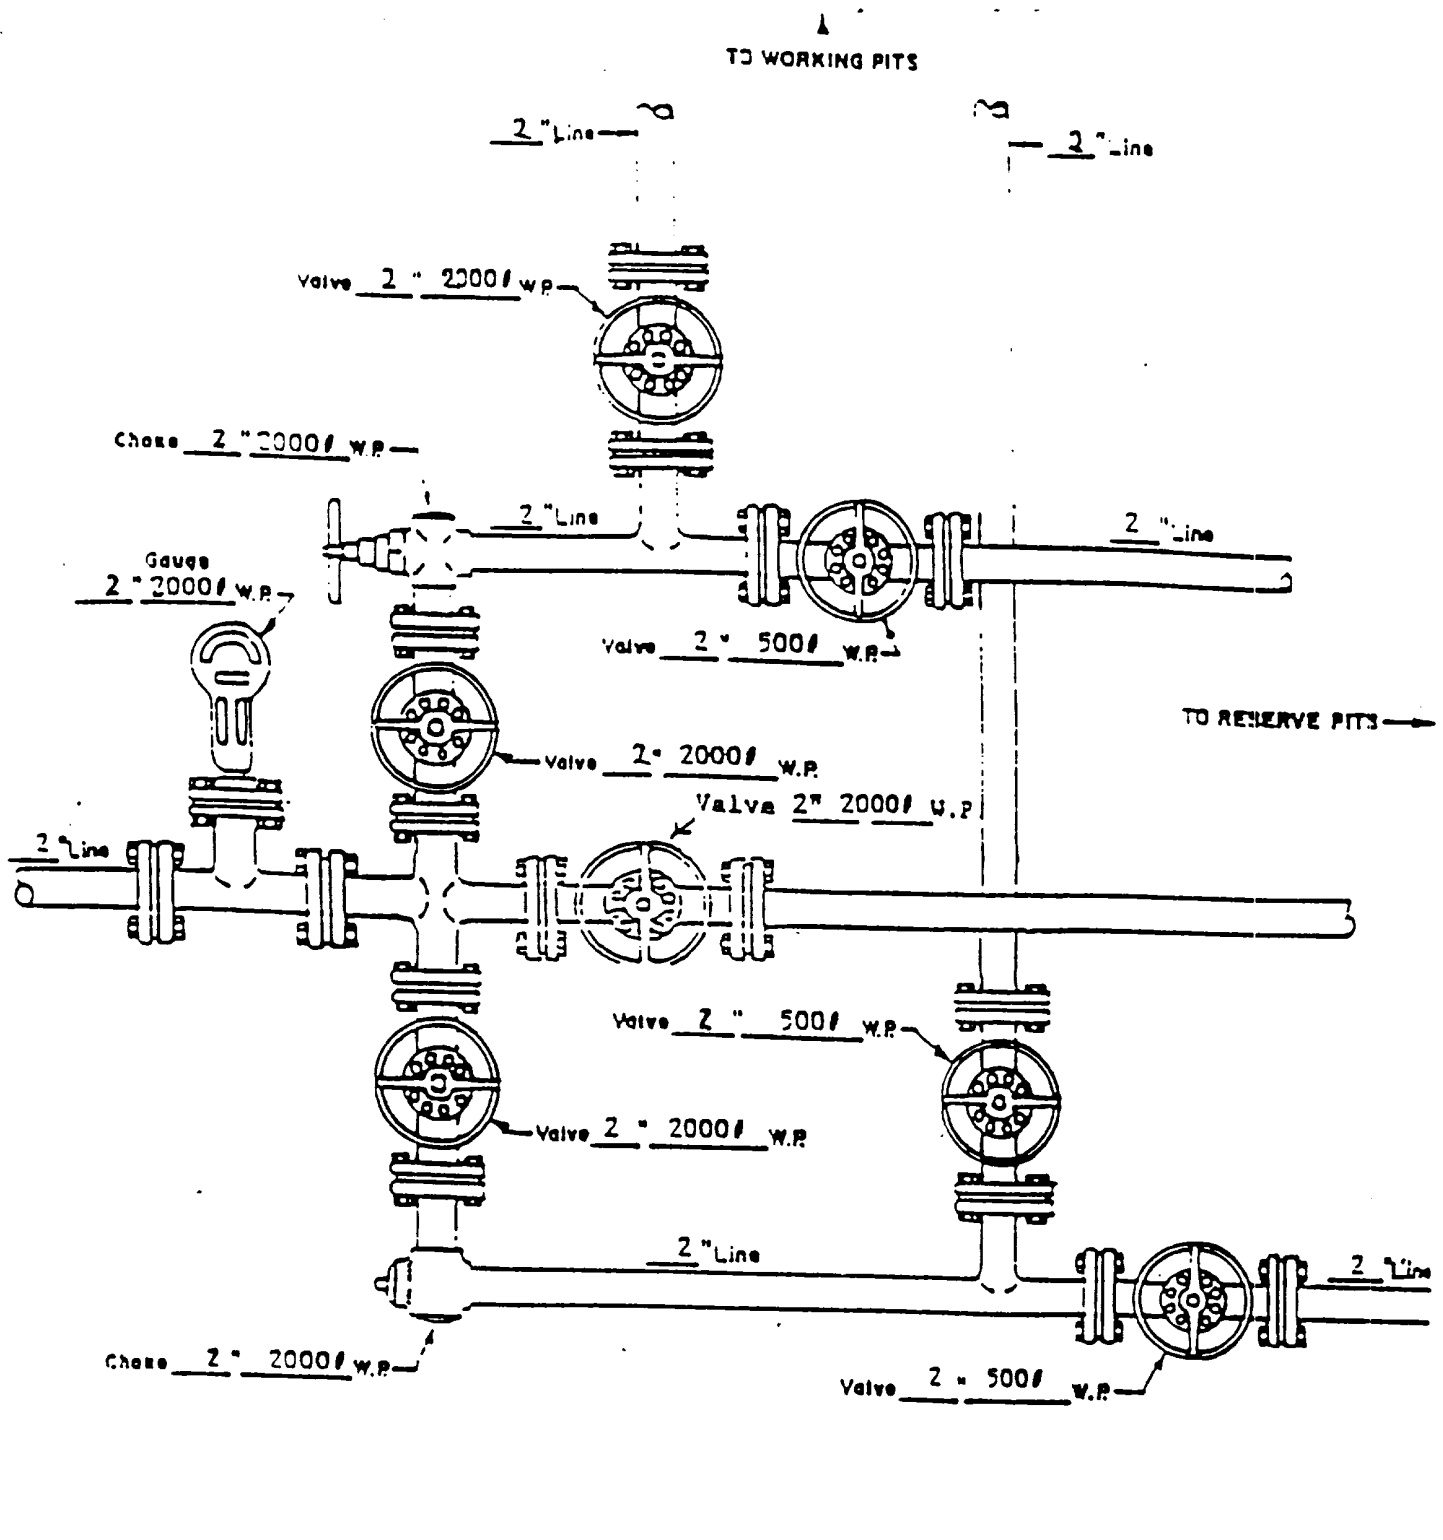 TO WORKING PITS
2 "Line
2 "Line
Valve 2 " 2000# W.P.
Choke 2 " 2000# W.P.
2 "Line
2 "Line
Gauge
2 " 2000# W.P.
Valve 2 " 500# W.P.
TO RESERVE PITS
Valve 2" 2000# W.P.
Valve 2" 2000# W.P.
2 "Line
Valve 2 " 500# W.P.
Valve 2 " 2000# W.P.
2 "Line
2 "Line
Choke 2 " 2000# W.P.
Valve 2 " 500# W.P.